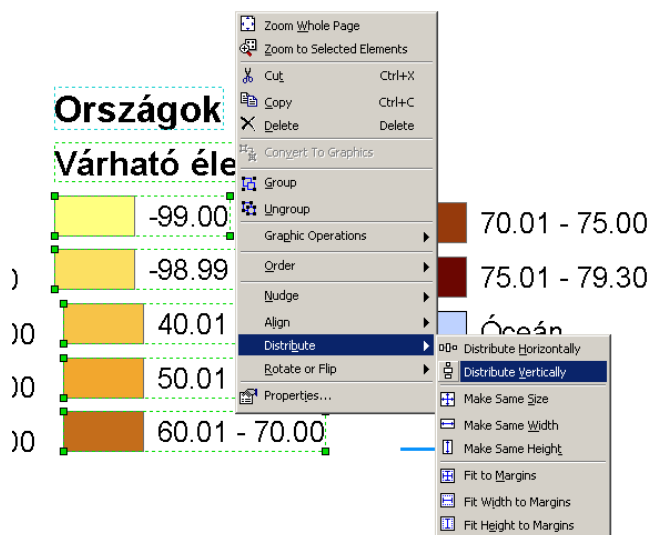 Országok
Várható éle
-99.00
-98.99
40.01
50.01
60.01 - 70.00
)
00
00
00
Zoom Whole Page
Zoom to Selected Elements
Cut Ctrl+X
Copy Ctrl+C
Delete Delete
Convert To Graphics
Group
Ungroup
Graphic Operations
Order
Nudge
Align
Distribute
Rotate or Flip
Properties...
70.01 - 75.00
75.01 - 79.30
Óceán
Distribute Horizontally
Distribute Vertically
Make Same Size
Make Same Width
Make Same Height
Fit to Margins
Fit Width to Margins
Fit Height to Margins